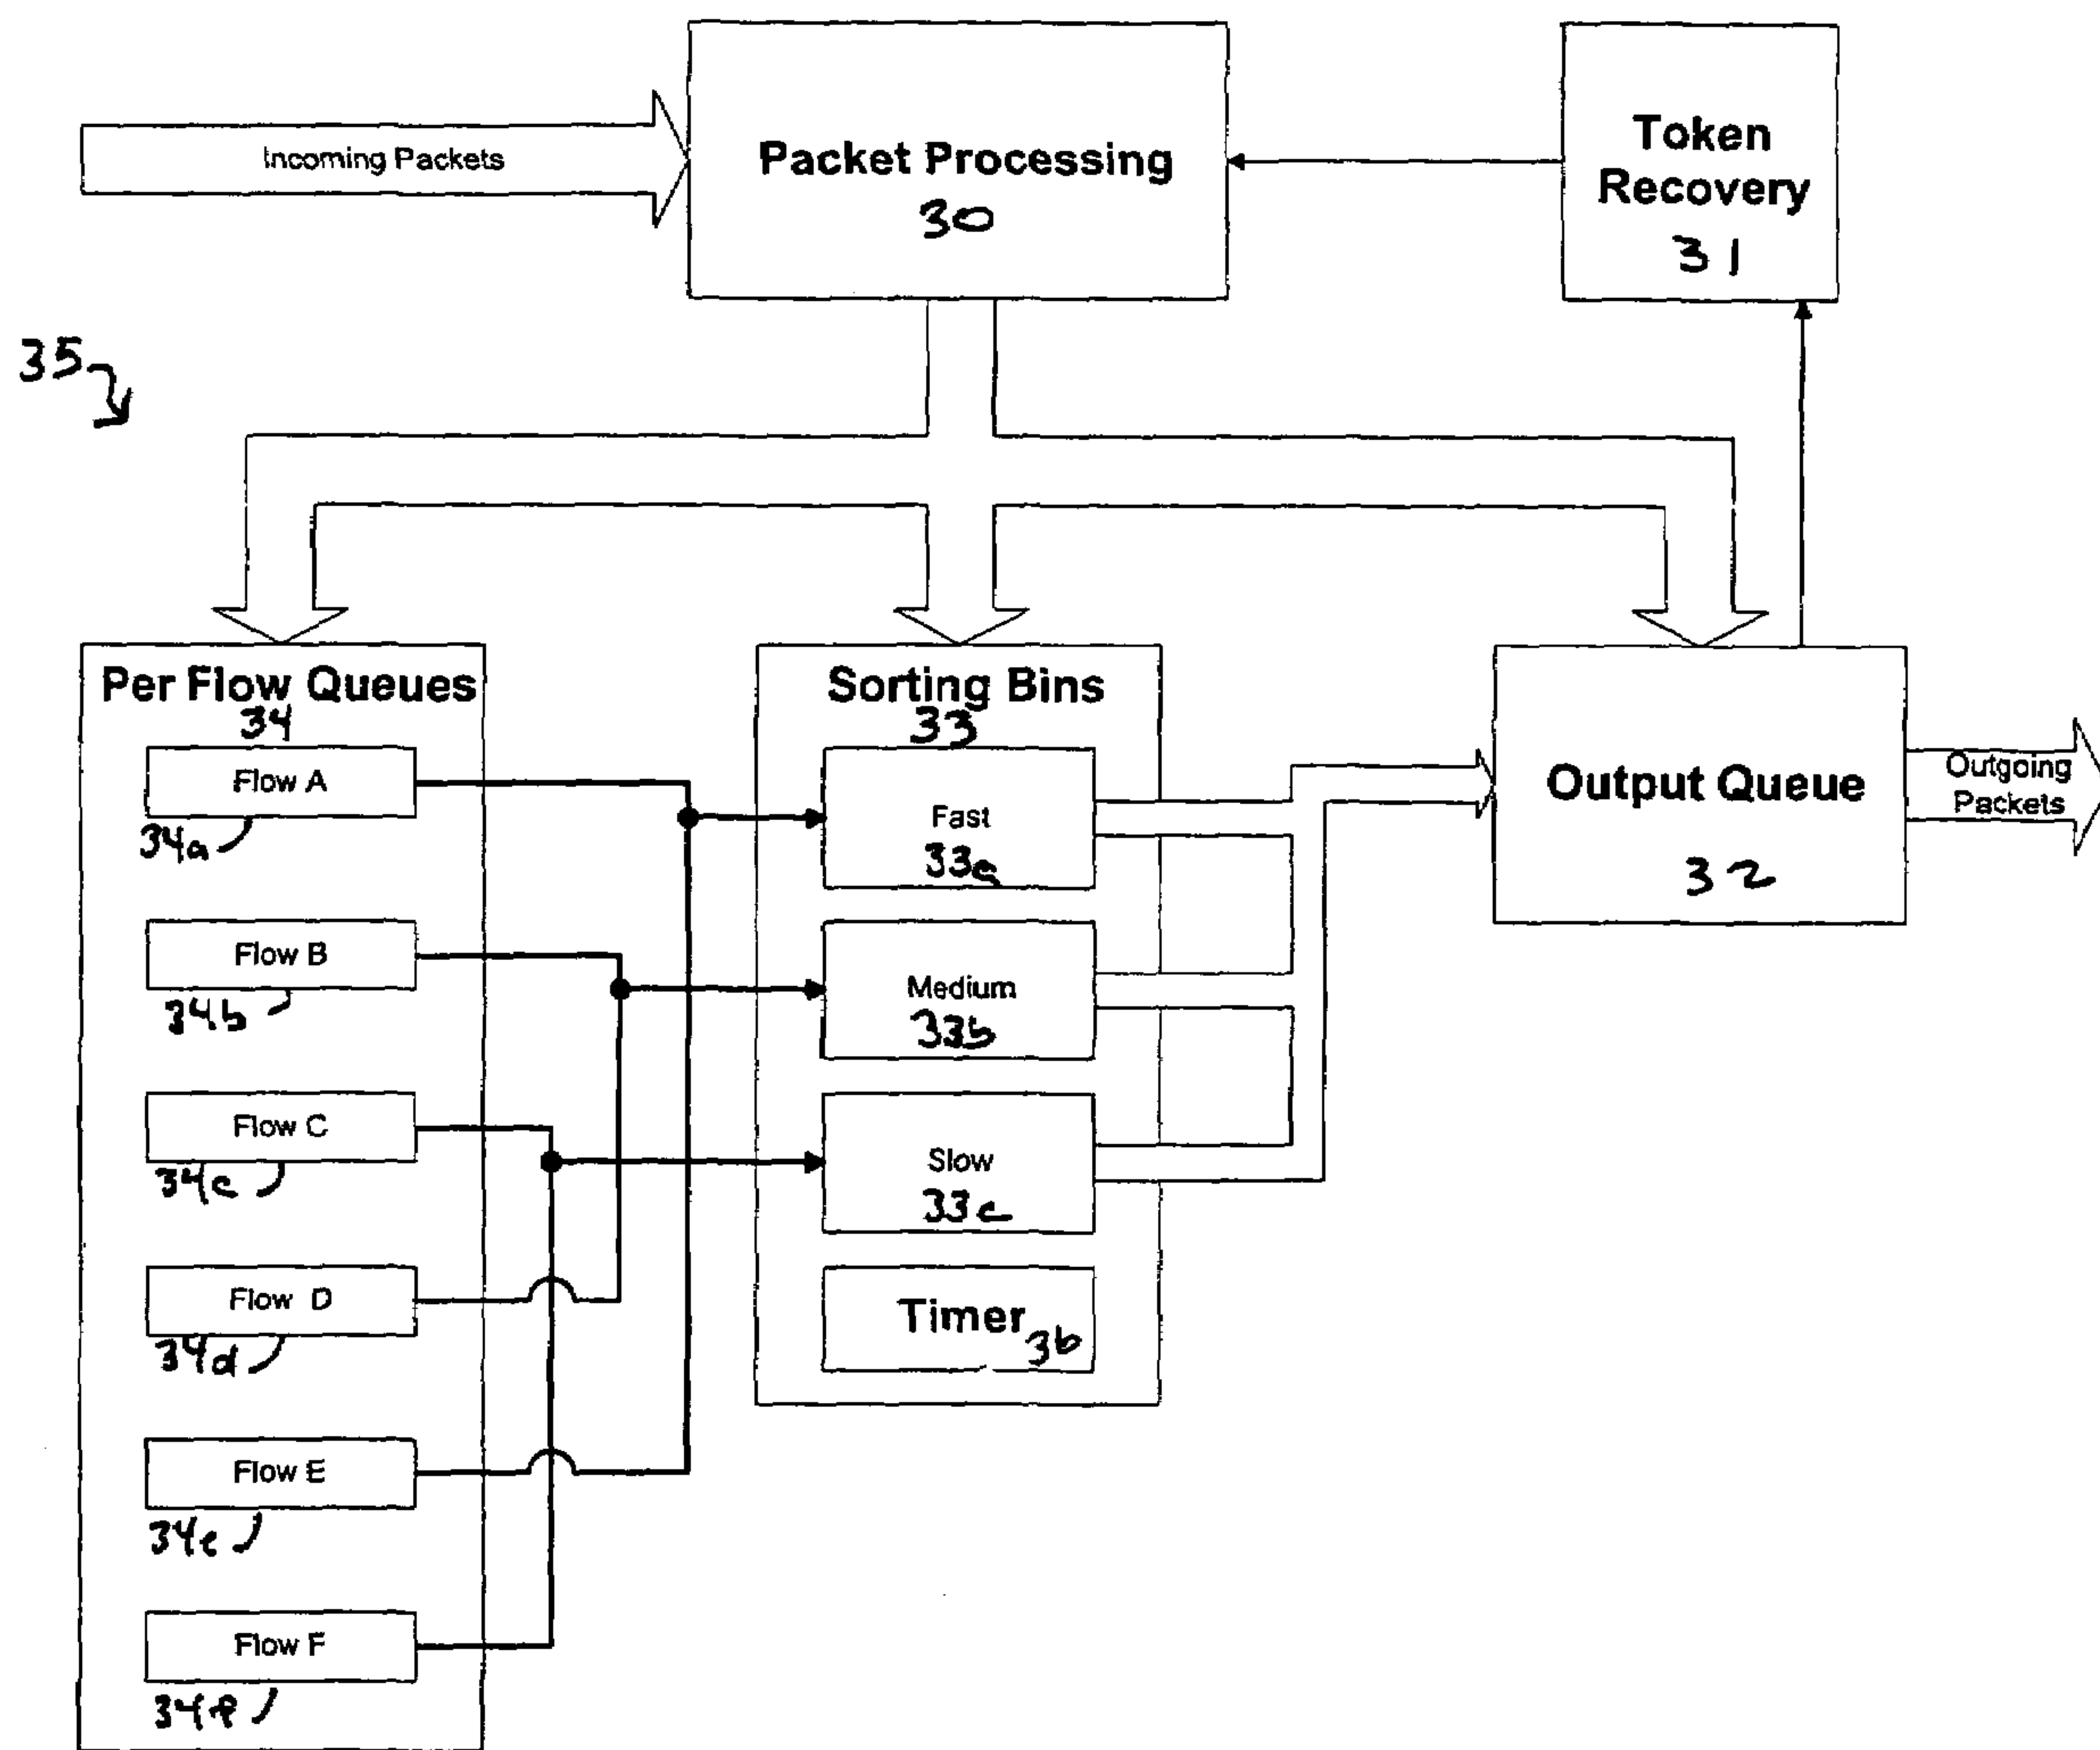 Incoming Packets
Packet Processing
30
Token
Recovery
31
35
Per Flow Queues
34
Flow A
34a
Flow B
34b
Flow C
34c
Flow D
34d
Flow E
34e
Flow F
34f
Sorting Bins
33
Fast
33a
Medium
33b
Slow
33c
Timer
36
Output Queue
32
Outgoing
Packets